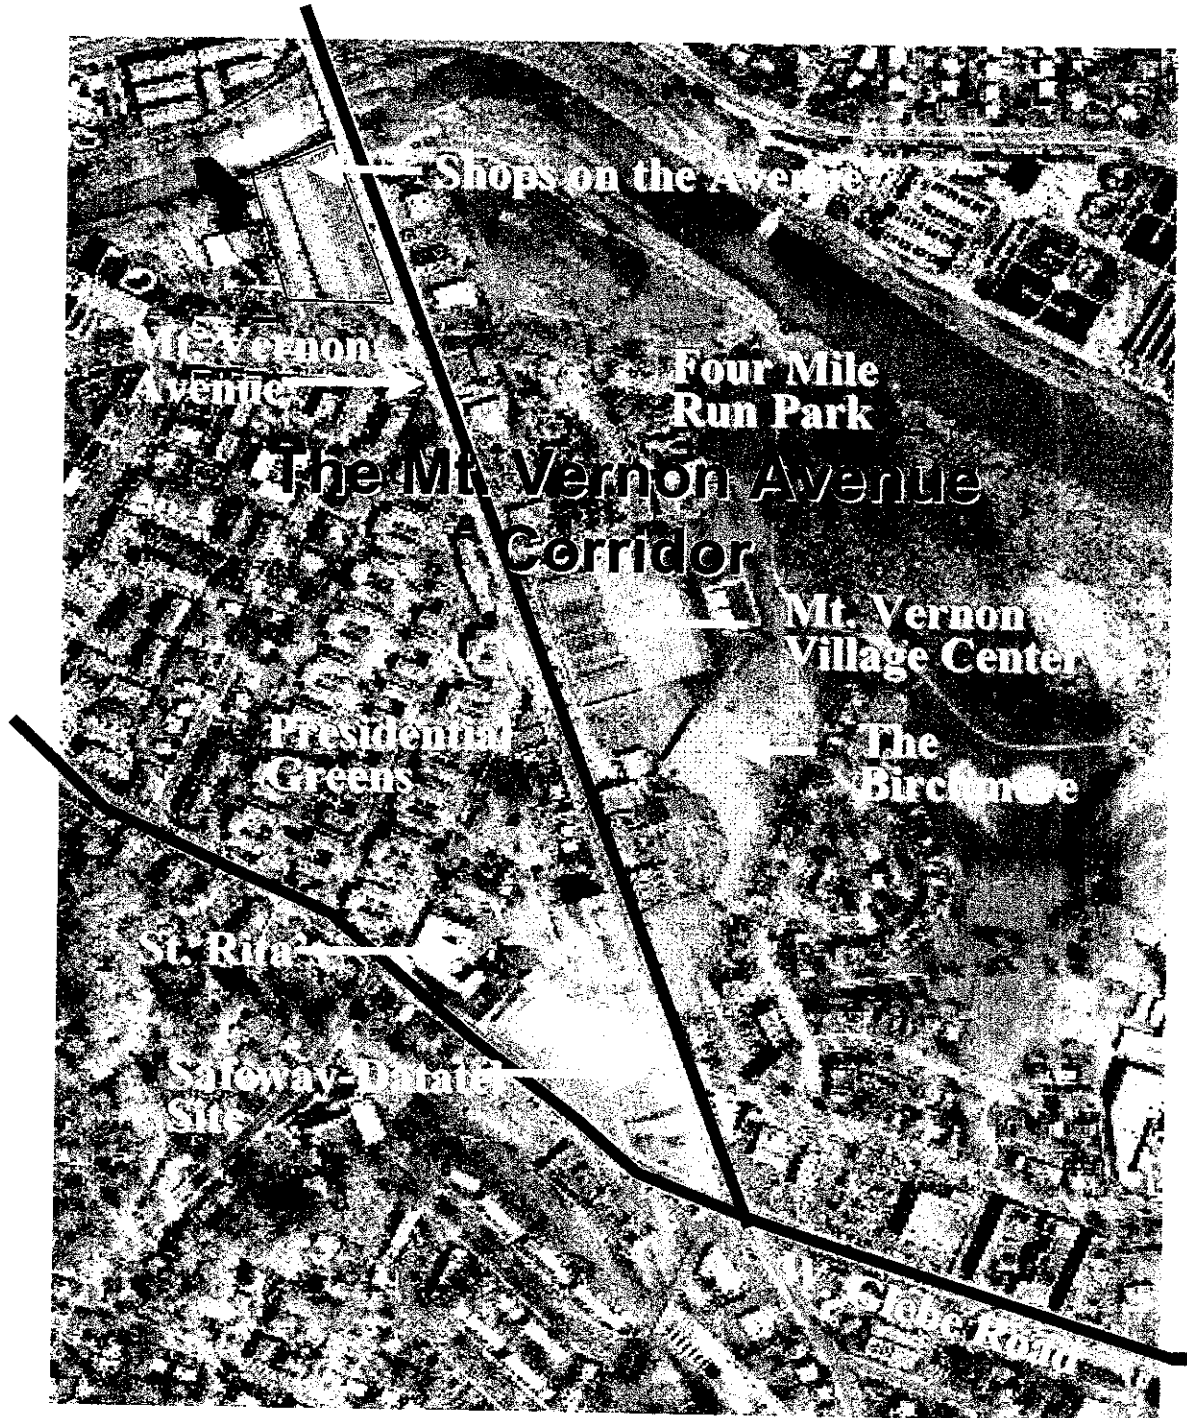 Shops on the Avenue
Mt. Vernon
Avenue
Four Mile
Run Park
The Mt. Vernon Avenue
Corridor
Mt. Vernon
Village Center
Presidential
Greens
The
Birchmere
St. Rita's
Safeway-Datatel
Site
Glebe Road